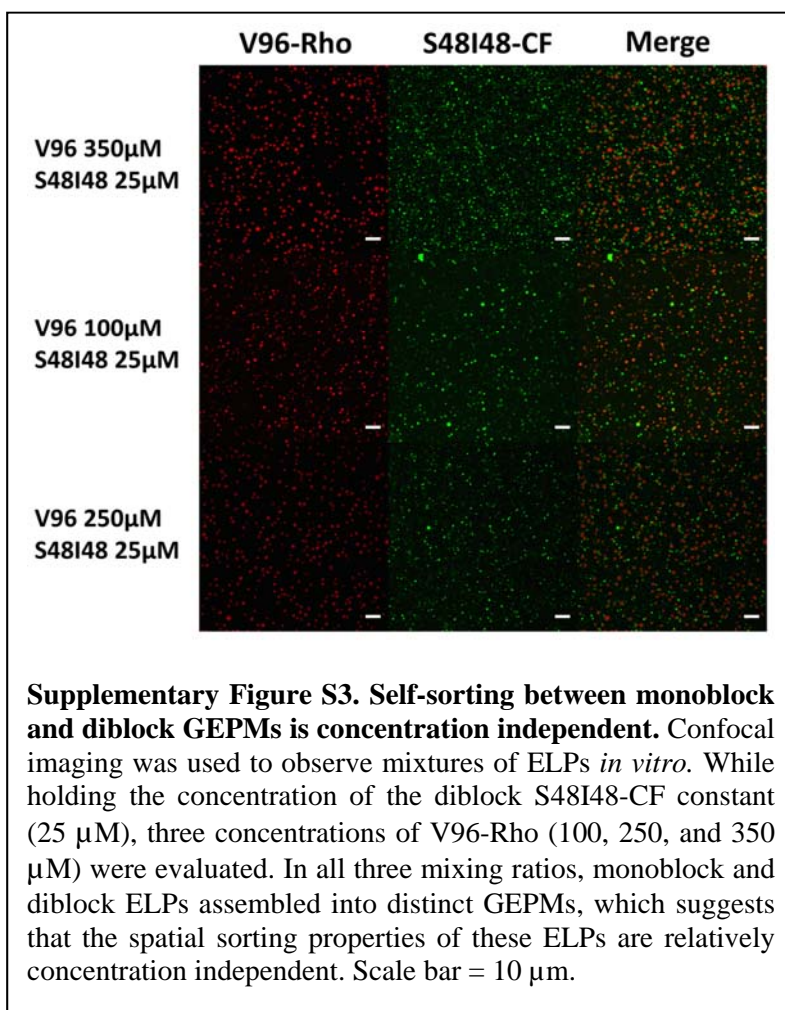 V96-Rho S48I48-CF Merge
V96 350µM
S48I48 25µM
V96 100µM
S48I48 25µM
V96 250µM
S48I48 25µM
Supplementary Figure S3. Self-sorting between monoblock
and diblock GEPMs is concentration independent. Confocal
imaging was used to observe mixtures of ELPs in vitro. While
holding the concentration of the diblock S48I48-CF constant
(25 µM), three concentrations of V96-Rho (100, 250, and 350
µM) were evaluated. In all three mixing ratios, monoblock and
diblock ELPs assembled into distinct GEPMs, which suggests
that the spatial sorting properties of these ELPs are relatively
concentration independent. Scale bar = 10 µm.